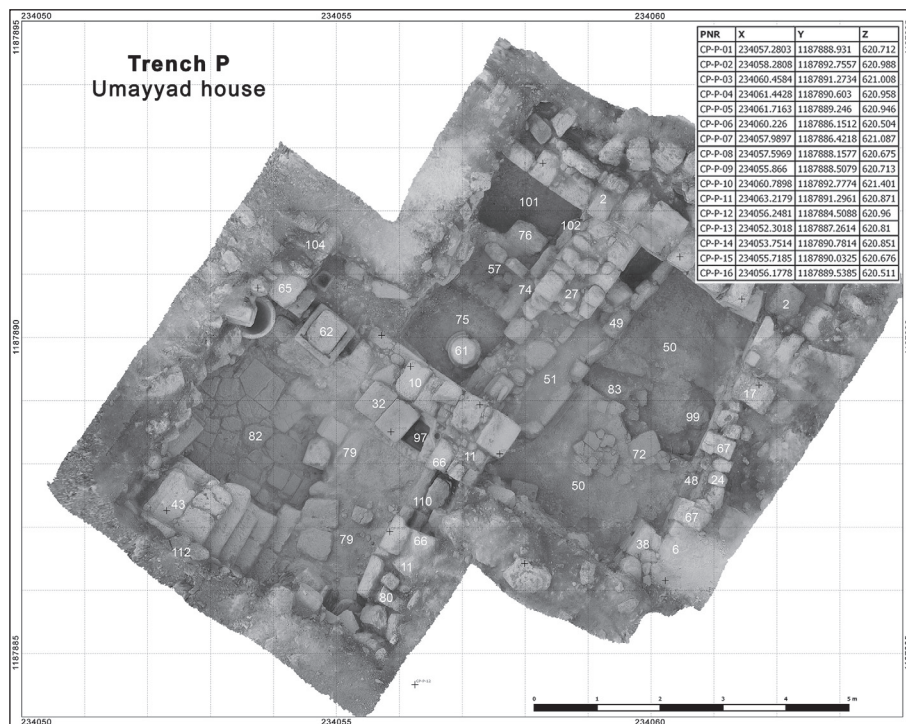 234050 234055 234060
1187895
Trench P
Umayyad house
PNR X Y Z
CP-P-01 234057.2803 1187888.931 620.712
CP-P-02 234058.2808 1187892.7557 620.988
CP-P-03 234060.4584 1187891.2734 621.008
CP-P-04 234061.4428 1187890.603 620.958
CP-P-05 234061.7163 1187889.246 620.946
CP-P-06 234060.226 1187886.1512 620.504
CP-P-07 234057.9897 1187886.4218 621.087
CP-P-08 234057.5969 1187888.1577 620.675
CP-P-09 234055.866 1187888.5079 620.713
CP-P-10 234060.7898 1187892.7774 621.401
CP-P-11 234063.2179 1187891.2961 620.871
CP-P-12 234056.2481 1187884.5088 620.96
CP-P-13 234052.3018 1187887.2614 620.81
CP-P-14 234053.7514 1187890.7814 620.851
CP-P-15 234055.7185 1187890.0325 620.676
CP-P-16 234056.1778 1187889.5385 620.511
101 2
76 102
104
57
65 74 27 2
1187890
62 75 49 50
61
51
10 83 17
32 99
82 97 67
79 66 11 72
50 48 24
43 110 67
38 6
112 79 66
11
80
1187885
0 1 2 3 4 5 m
234050 234055 234060